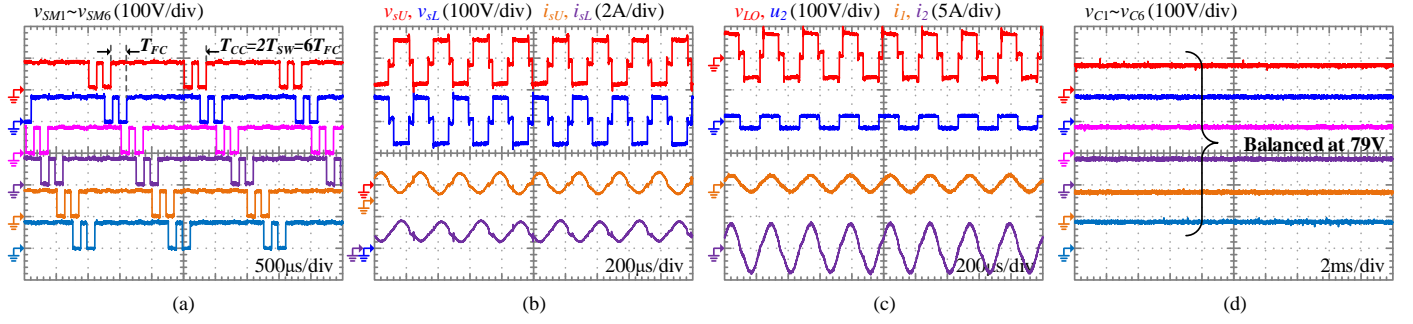 v_SM1~v_SM6 (100V/div)
T_FC
T_CC=2T_SW=6T_FC
500μs/div
(a)
v_sU, v_sL (100V/div) i_sU, i_sL (2A/div)
200μs/div
(b)
v_LO, u_2 (100V/div) i_1, i_2 (5A/div)
200μs/div
(c)
v_C1~v_C6 (100V/div)
Balanced at 79V
2ms/div
(d)